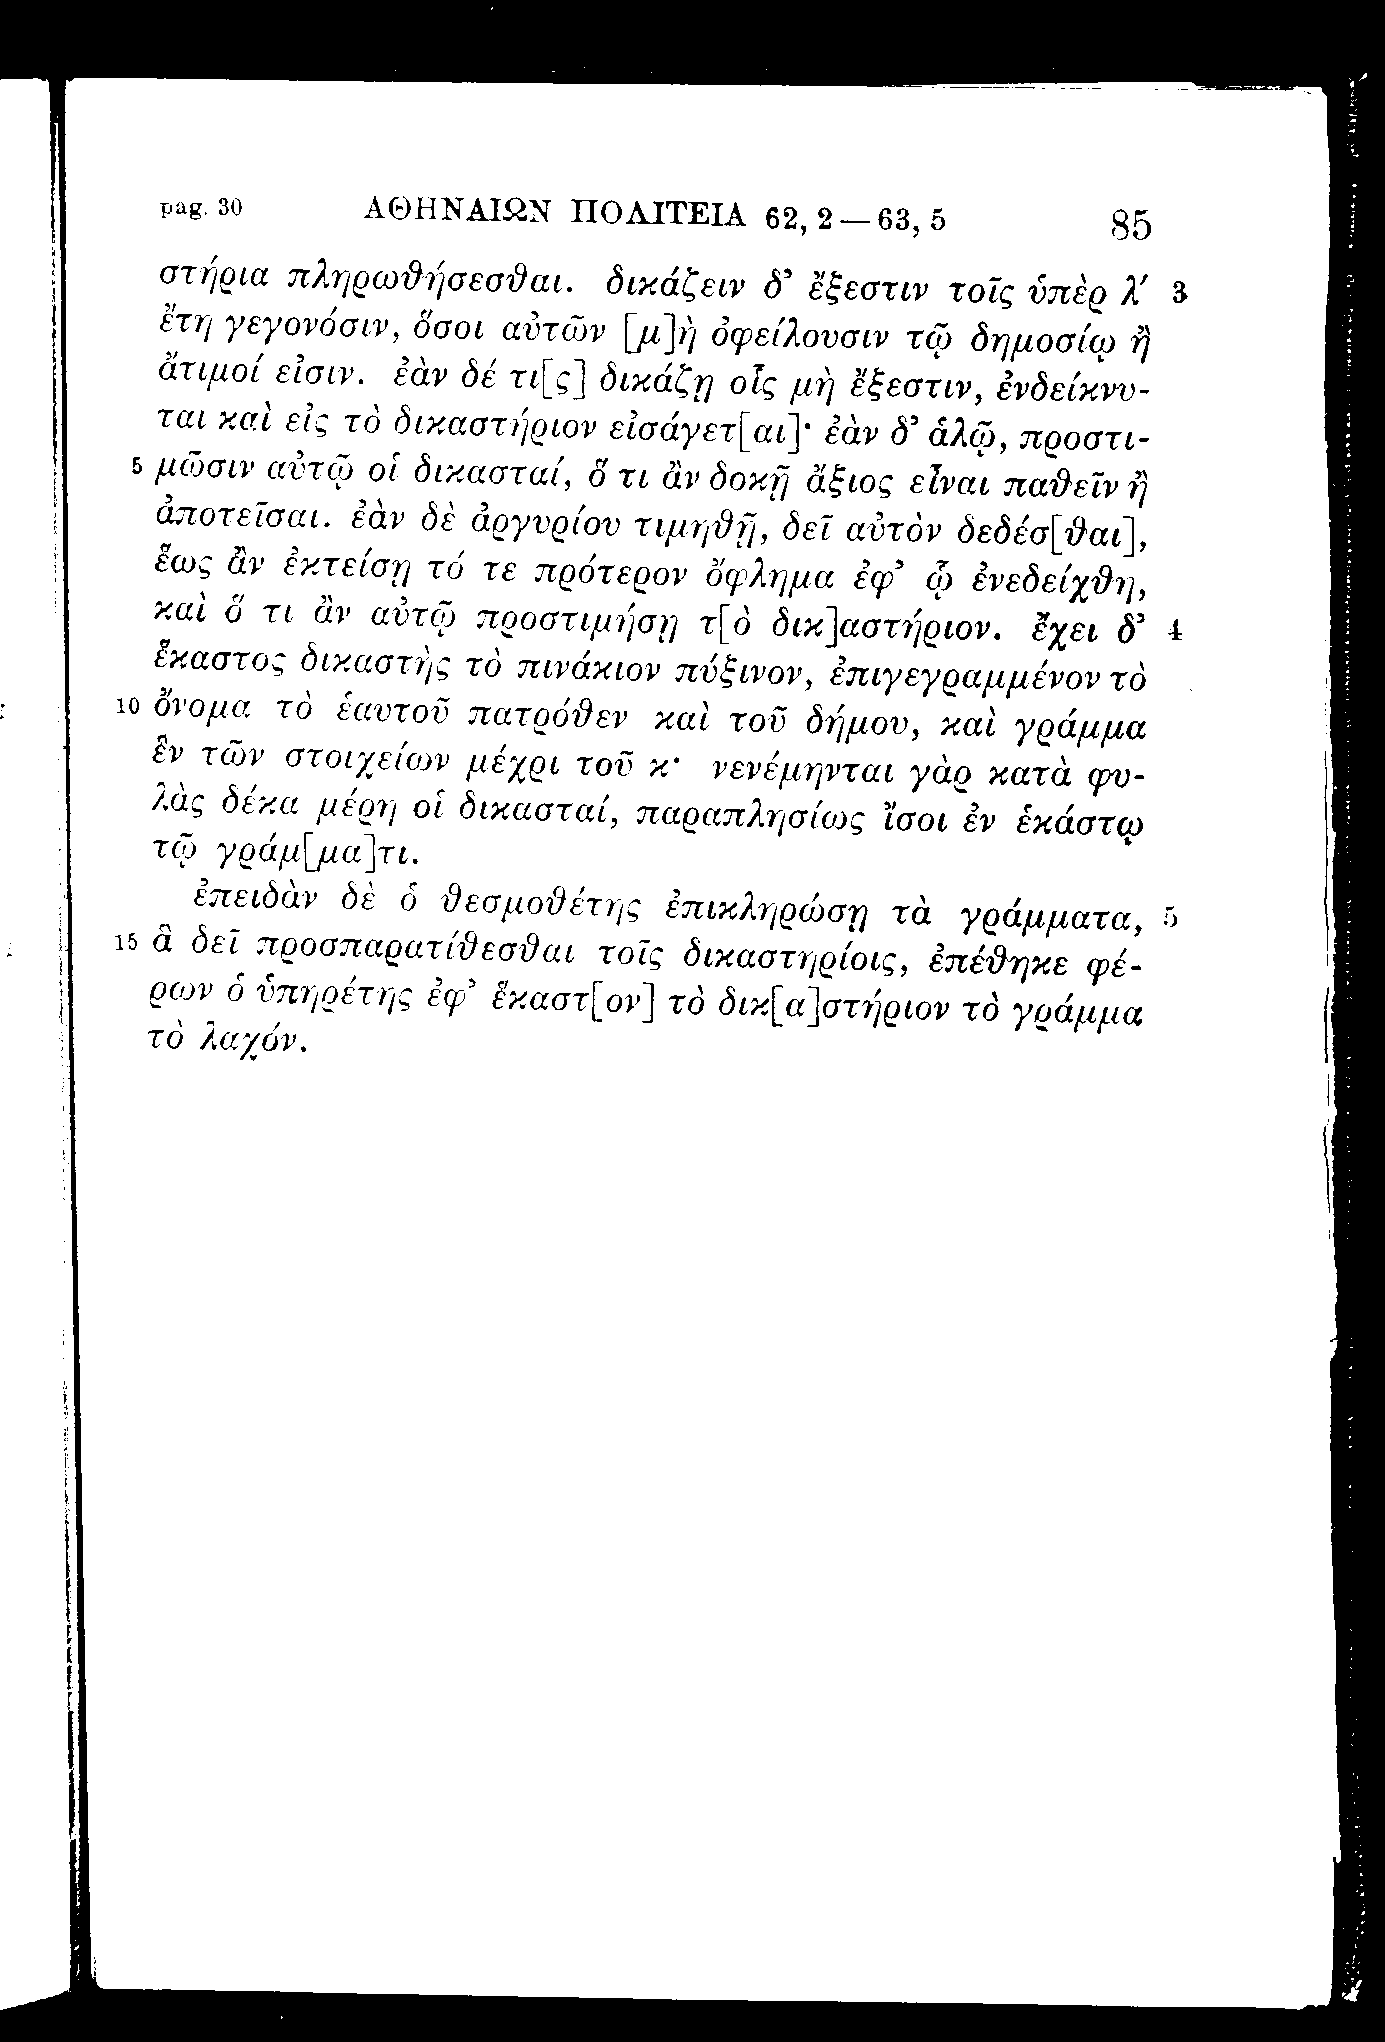 pag. 30 ΑΘΗΝΑΙΩΝ ΠΟΛΙΤΕΙΑ 62, 2 — 63, 5 85
στήρια πληρωθήσεσθαι. δικάζειν δ’ ἔξεστιν τοῖς ὑπὲρ λ΄ 3
ἔτη γεγονόσιν, ὅσοι αὐτῶν [μ]ὴ ὀφείλουσιν τῷ δημοσίῳ ἢ
ἄτιμοί εἰσιν. ἐὰν δέ τι[ς] δικάζῃ οἷς μὴ ἔξεστιν, ἐνδείκνυ-
ται καὶ εἰς τὸ δικαστήριον εἰσάγετ[αι]· ἐὰν δ’ ἁλῷ, προστι-
5 μῶσιν αὐτῷ οἱ δικασταί, ὅ τι ἂν δοκῇ ἄξιος εἶναι παθεῖν ἢ
ἀποτεῖσαι. ἐὰν δὲ ἀργυρίου τιμηθῇ, δεῖ αὐτὸν δεδέσ[θαι],
ἕως ἂν ἐκτείσῃ τό τε πρότερον ὄφλημα ἐφ’ ᾧ ἐνεδείχθη,
καὶ ὅ τι ἂν αὐτῷ προστιμήσῃ τ[ὸ δικ]αστήριον. ἔχει δ’ 4
ἕκαστος δικαστὴς τὸ πινάκιον πύξινον, ἐπιγεγραμμένον τὸ
10 ὄνομα τὸ ἑαυτοῦ πατρόθεν καὶ τοῦ δήμου, καὶ γράμμα
ἓν τῶν στοιχείων μέχρι τοῦ κ· νενέμηνται γὰρ κατὰ φυ-
λὰς δέκα μέρη οἱ δικασταί, παραπλησίως ἴσοι ἐν ἑκάστῳ
τῷ γράμ[μα]τι.
ἐπειδὰν δὲ ὁ θεσμοθέτης ἐπικληρώσῃ τὰ γράμματα, 5
15 ἃ δεῖ προσπαρατίθεσθαι τοῖς δικαστηρίοις, ἐπέθηκε φέ-
ρων ὁ ὑπηρέτης ἐφ’ ἕκαστ[ον] τὸ δικ[α]στήριον τὸ γράμμα
τὸ λαχόν.